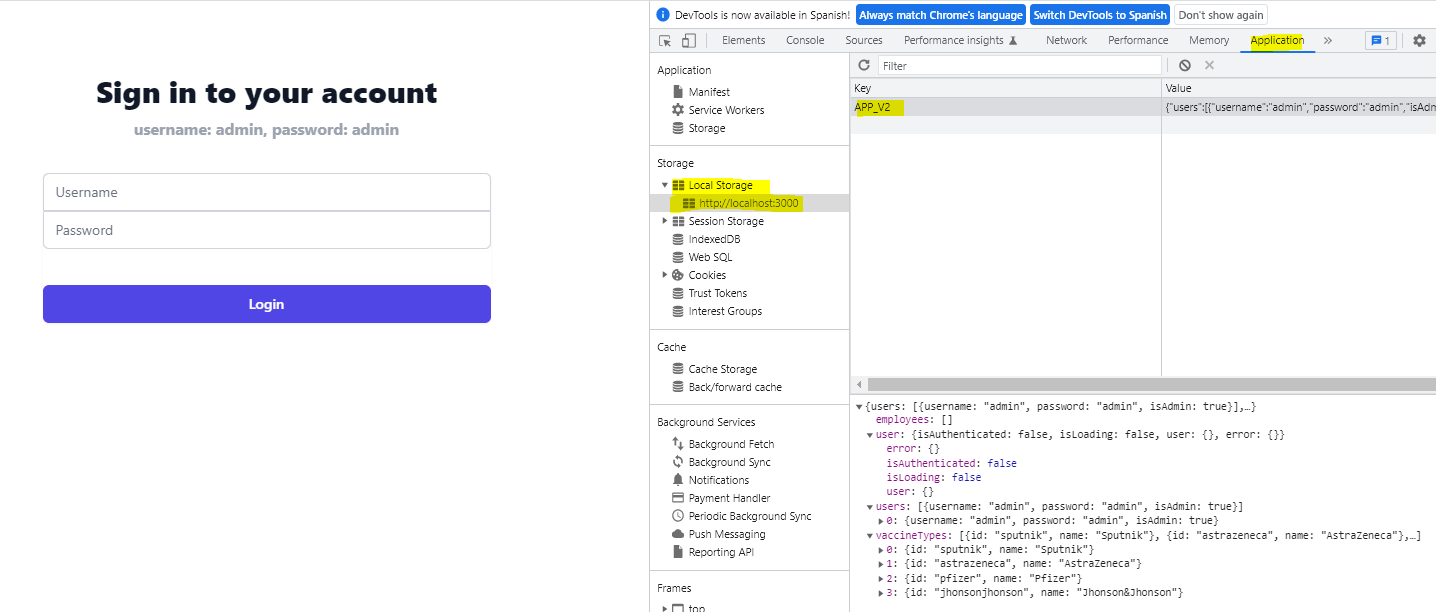 Sign in to your account
username: admin, password: admin
Username
Password
Login
DevTools is now available in Spanish! Always match Chrome's language Switch DevTools to Spanish Don't show again
Elements Console Sources Performance insights Network Performance Memory Application » 1
Application
Manifest
Service Workers
Storage
Storage
Local Storage
http://localhost:3000
Session Storage
IndexedDB
Web SQL
Cookies
Trust Tokens
Interest Groups
Cache
Cache Storage
Back/forward cache
Background Services
Background Fetch
Background Sync
Notifications
Payment Handler
Periodic Background Sync
Push Messaging
Reporting API
Frames
top
Filter
Key Value
APP_V2 {"users":[{"username":"admin","password":"admin","isAdm
{users: [{username: "admin", password: "admin", isAdmin: true}],…}
employees: []
user: {isAuthenticated: false, isLoading: false, user: {}, error: {}}
error: {}
isAuthenticated: false
isLoading: false
user: {}
users: [{username: "admin", password: "admin", isAdmin: true}]
0: {username: "admin", password: "admin", isAdmin: true}
vaccineTypes: [{id: "sputnik", name: "Sputnik"}, {id: "astrazeneca", name: "AstraZeneca"},…]
0: {id: "sputnik", name: "Sputnik"}
1: {id: "astrazeneca", name: "AstraZeneca"}
2: {id: "pfizer", name: "Pfizer"}
3: {id: "jhonsonjhonson", name: "Jhonson&Jhonson"}